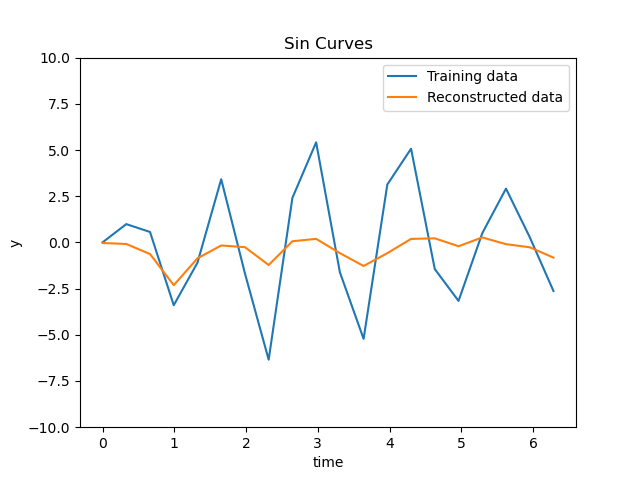 Sin Curves
Training data
Reconstructed data
10.0
7.5
5.0
2.5
0.0
−2.5
−5.0
−7.5
−10.0
y
0 1 2 3 4 5 6
time